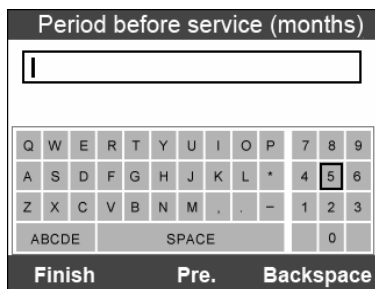 Period before service (months)
Q W E R T Y U I O P 7 8 9
A S D F G H J K L * 4 5 6
Z X C V B N M , . – 1 2 3
ABCDE SPACE 0
Finish Pre. Backspace